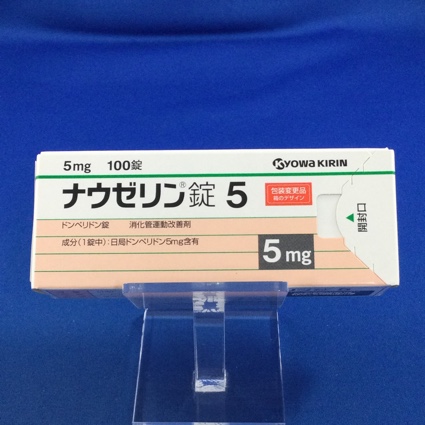 5mg 100錠
KYOWA KIRIN
ナウゼリン®錠 5
包装変更品
箱のデザイン
ドンペリドン錠 消化管運動改善剤
成分(1錠中):日局ドンペリドン5mg含有
5mg
開封口